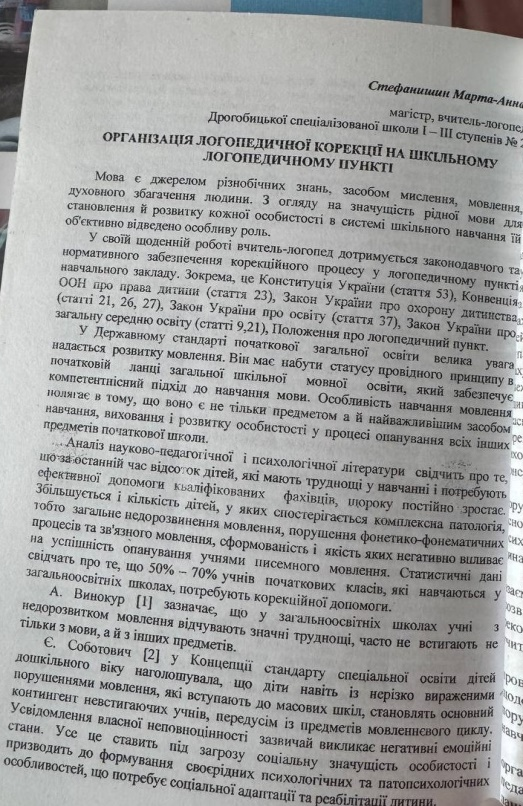 Стефанишин Марта-Анна
магістр, вчитель-логопед
Дрогобицької спеціалізованої школи І – ІІІ ступенів № 2
ОРГАНІЗАЦІЯ ЛОГОПЕДИЧНОЇ КОРЕКЦІЇ НА ШКІЛЬНОМУ
ЛОГОПЕДИЧНОМУ ПУНКТІ
Мова є джерелом різнобічних знань, засобом мислення, мовлення,
духовного збагачення людини. З огляду на значущість рідної мови для
становлення й розвитку кожної особистості в системі шкільного навчання їй
об'єктивно відведено особливу роль.
У своїй щоденній роботі вчитель-логопед дотримується законодавчого та
нормативного забезпечення корекційного процесу у логопедичному пункті
навчального закладу. Зокрема, це Конституція України (стаття 53), Конвенція
ООН про права дитини (стаття 23), Закон України про охорону дитинства
(статті 21, 26, 27), Закон України про освіту (стаття 37), Закон України про
загальну середню освіту (статті 9,21), Положення про логопедичний пункт.
У Державному стандарті початкової загальної освіти велика увага
надається розвитку мовлення. Він має набути статусу провідного принципу в
початковій ланці загальної шкільної мовної освіти, який забезпечує
компетентнісний підхід до навчання мови. Особливість навчання мовлення
полягає в тому, що воно є не тільки предметом а й найважливішим засобом
навчання, виховання і розвитку особистості у процесі опанування всіх інших
предметів початкової школи.
Аналіз науково-педагогічної і психологічної літератури свідчить про те,
що за останній час відсоток дітей, які мають труднощі у навчанні і потребують
ефективної допомоги кваліфікованих фахівців, щороку постійно зростає.
Збільшується і кількість дітей, у яких спостерігається комплексна патологія,
тобто загальне недорозвинення мовлення, порушення фонетико-фонематичних
процесів та зв'язного мовлення, сформованість і якість яких негативно впливає
на успішність опанування учнями писемного мовлення. Статистичні дані
свідчать про те, що 50% – 70% учнів початкових класів, які навчаються у
загальноосвітніх школах, потребують корекційної допомоги.
А. Винокур [1] зазначає, що у загальноосвітніх школах учні з
недорозвитком мовлення відчувають значні труднощі, часто не встигають не
тільки з мови, а й з інших предметів.
Є. Соботович [2] у Концепції стандарту спеціальної освіти дітей
дошкільного віку наголошувала, що діти навіть із нерізко вираженими
порушеннями мовлення, які вступають до масових шкіл, становлять основний
контингент невстигаючих учнів, передусім із предметів мовленнєвого циклу.
Усвідомлення власної неповноцінності зазвичай викликає негативні емоційні
стани. Усе це ставить під загрозу соціальну значущість особистості і
призводить до формування своєрідних психологічних та патопсихологічних
особливостей, що потребує соціальної адаптації та реабілітації дитини.